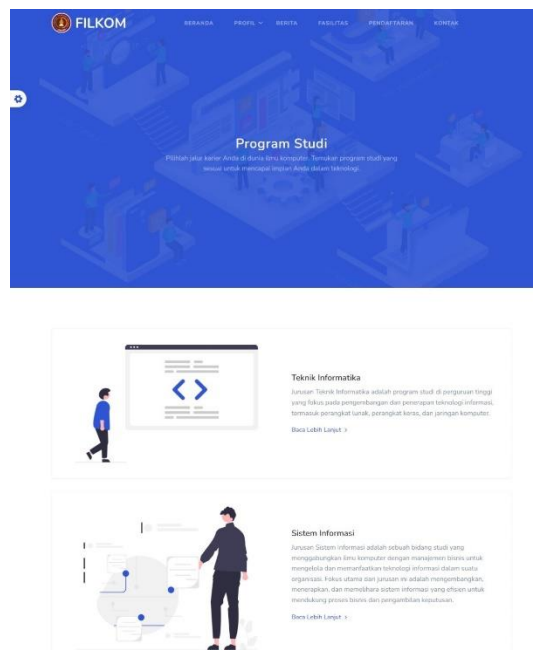 FILKOM
BERANDA PROFIL BERITA FASILITAS PENDAFTARAN KONTAK
Program Studi
Pilihlah jalur karier Anda di dunia ilmu komputer. Temukan program studi yang
sesuai untuk mencapai impian Anda dalam teknologi.
Teknik Informatika
Jurusan Teknik Informatika adalah program studi di perguruan tinggi
yang fokus pada pengembangan dan penerapan teknologi informasi,
termasuk perangkat lunak, perangkat keras, dan jaringan komputer.
Baca Lebih Lanjut >
Sistem Informasi
Jurusan Sistem Informasi adalah sebuah bidang studi yang
menggabungkan ilmu komputer dengan manajemen bisnis untuk
mengelola dan memanfaatkan teknologi informasi dalam suatu
organisasi. Fokus utama dari jurusan ini adalah mengembangkan,
menerapkan, dan memelihara sistem informasi yang efisien untuk
mendukung proses bisnis dan pengambilan keputusan.
Baca Lebih Lanjut >